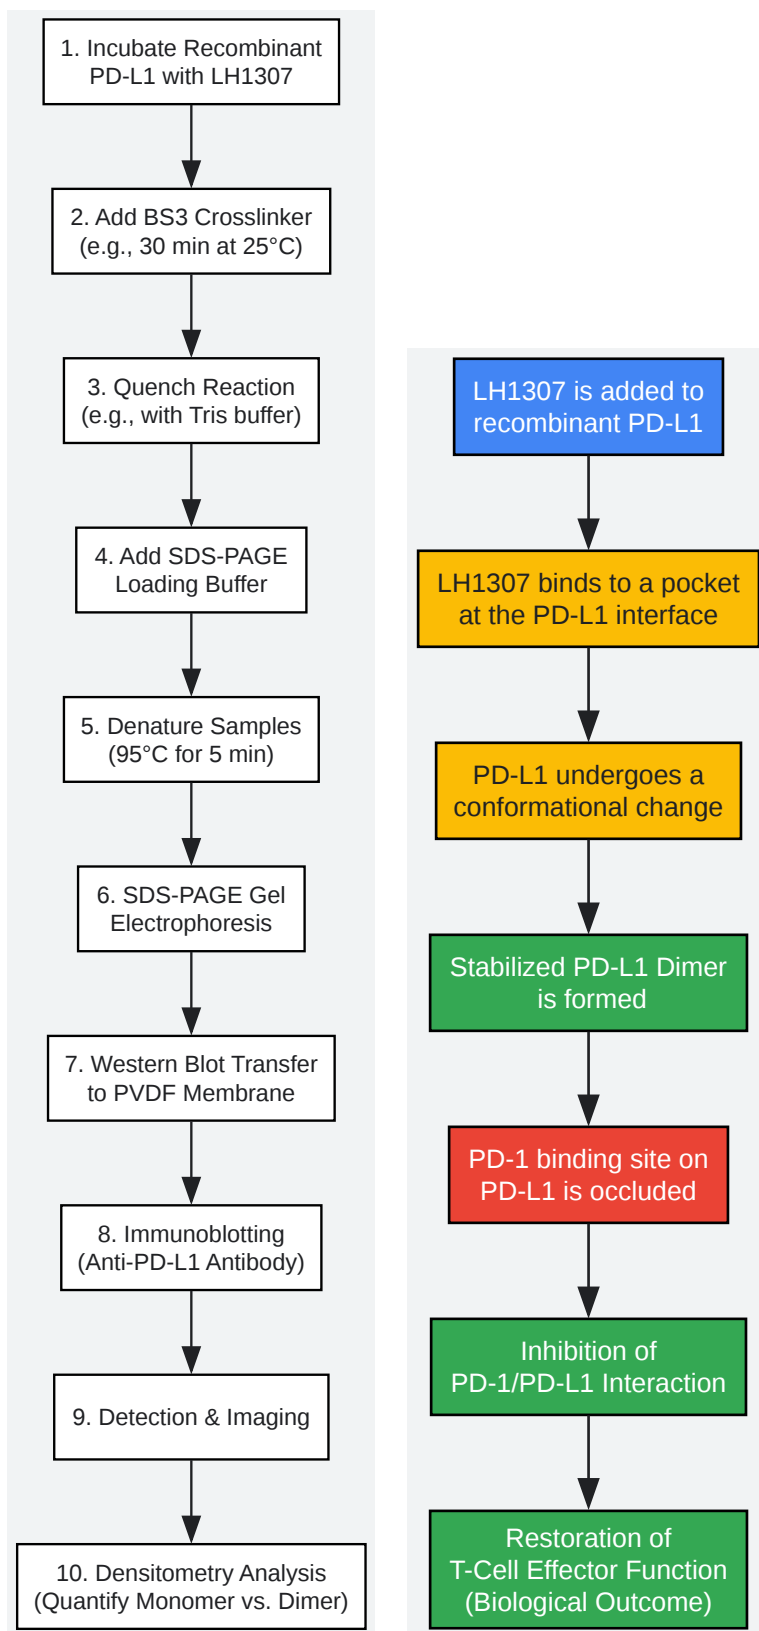 1. Incubate Recombinant
PD-L1 with LH1307
2. Add BS3 Crosslinker
(e.g., 30 min at 25°C)
3. Quench Reaction
(e.g., with Tris buffer)
4. Add SDS-PAGE
Loading Buffer
5. Denature Samples
(95°C for 5 min)
6. SDS-PAGE Gel
Electrophoresis
7. Western Blot Transfer
to PVDF Membrane
8. Immunoblotting
(Anti-PD-L1 Antibody)
9. Detection & Imaging
10. Densitometry Analysis
(Quantify Monomer vs. Dimer)
LH1307 is added to
recombinant PD-L1
LH1307 binds to a pocket
at the PD-L1 interface
PD-L1 undergoes a
conformational change
Stabilized PD-L1 Dimer
is formed
PD-1 binding site on
PD-L1 is occluded
Inhibition of
PD-1/PD-L1 Interaction
Restoration of
T-Cell Effector Function
(Biological Outcome)